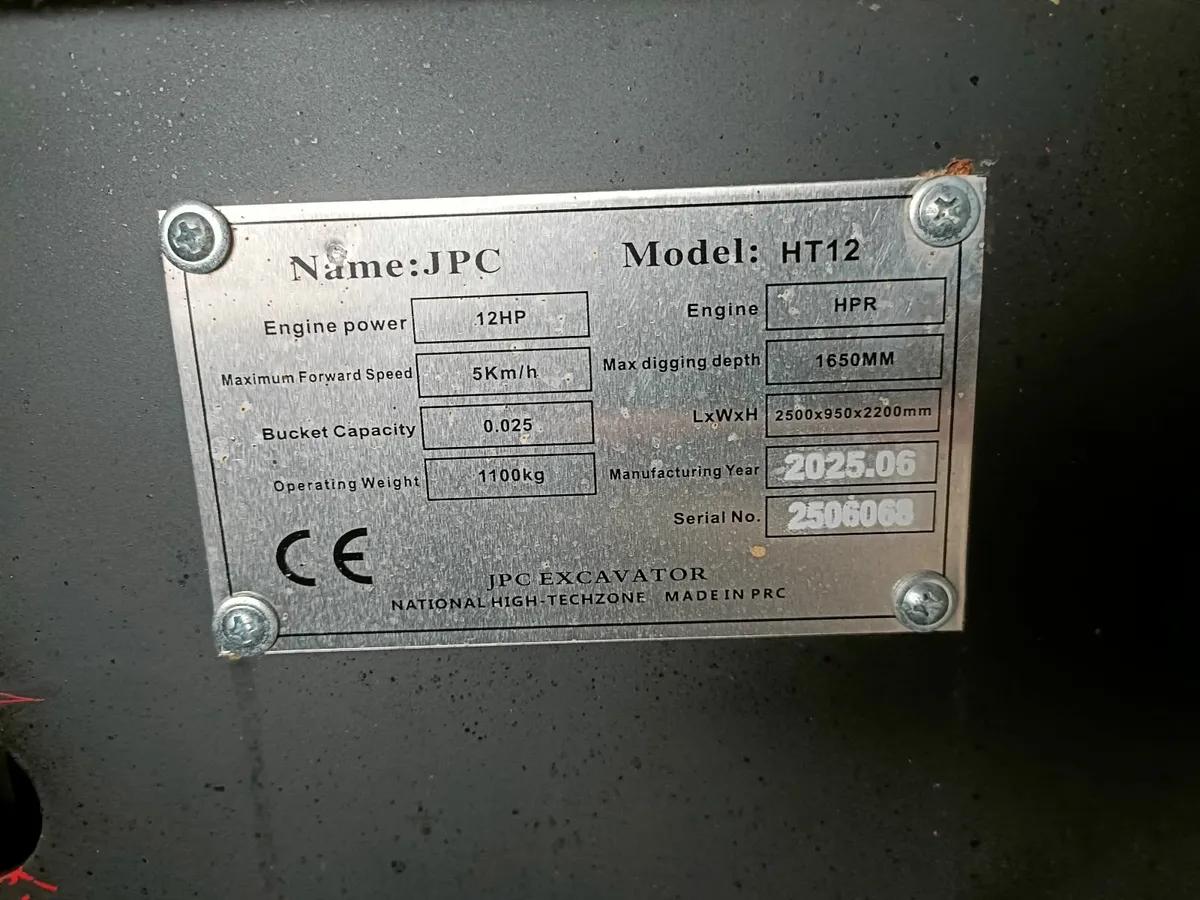 Name:JPC Model: HT12
Engine power 12HP Engine HPR
Maximum Forward Speed 5Km/h Max digging depth 1650MM
Bucket Capacity 0.025 LxWxH 2500x950x2200mm
Operating Weight 1100kg Manufacturing Year 2025.06
Serial No. 2506068
CE
JPC EXCAVATOR
NATIONAL HIGH-TECHZONE MADE IN PRC